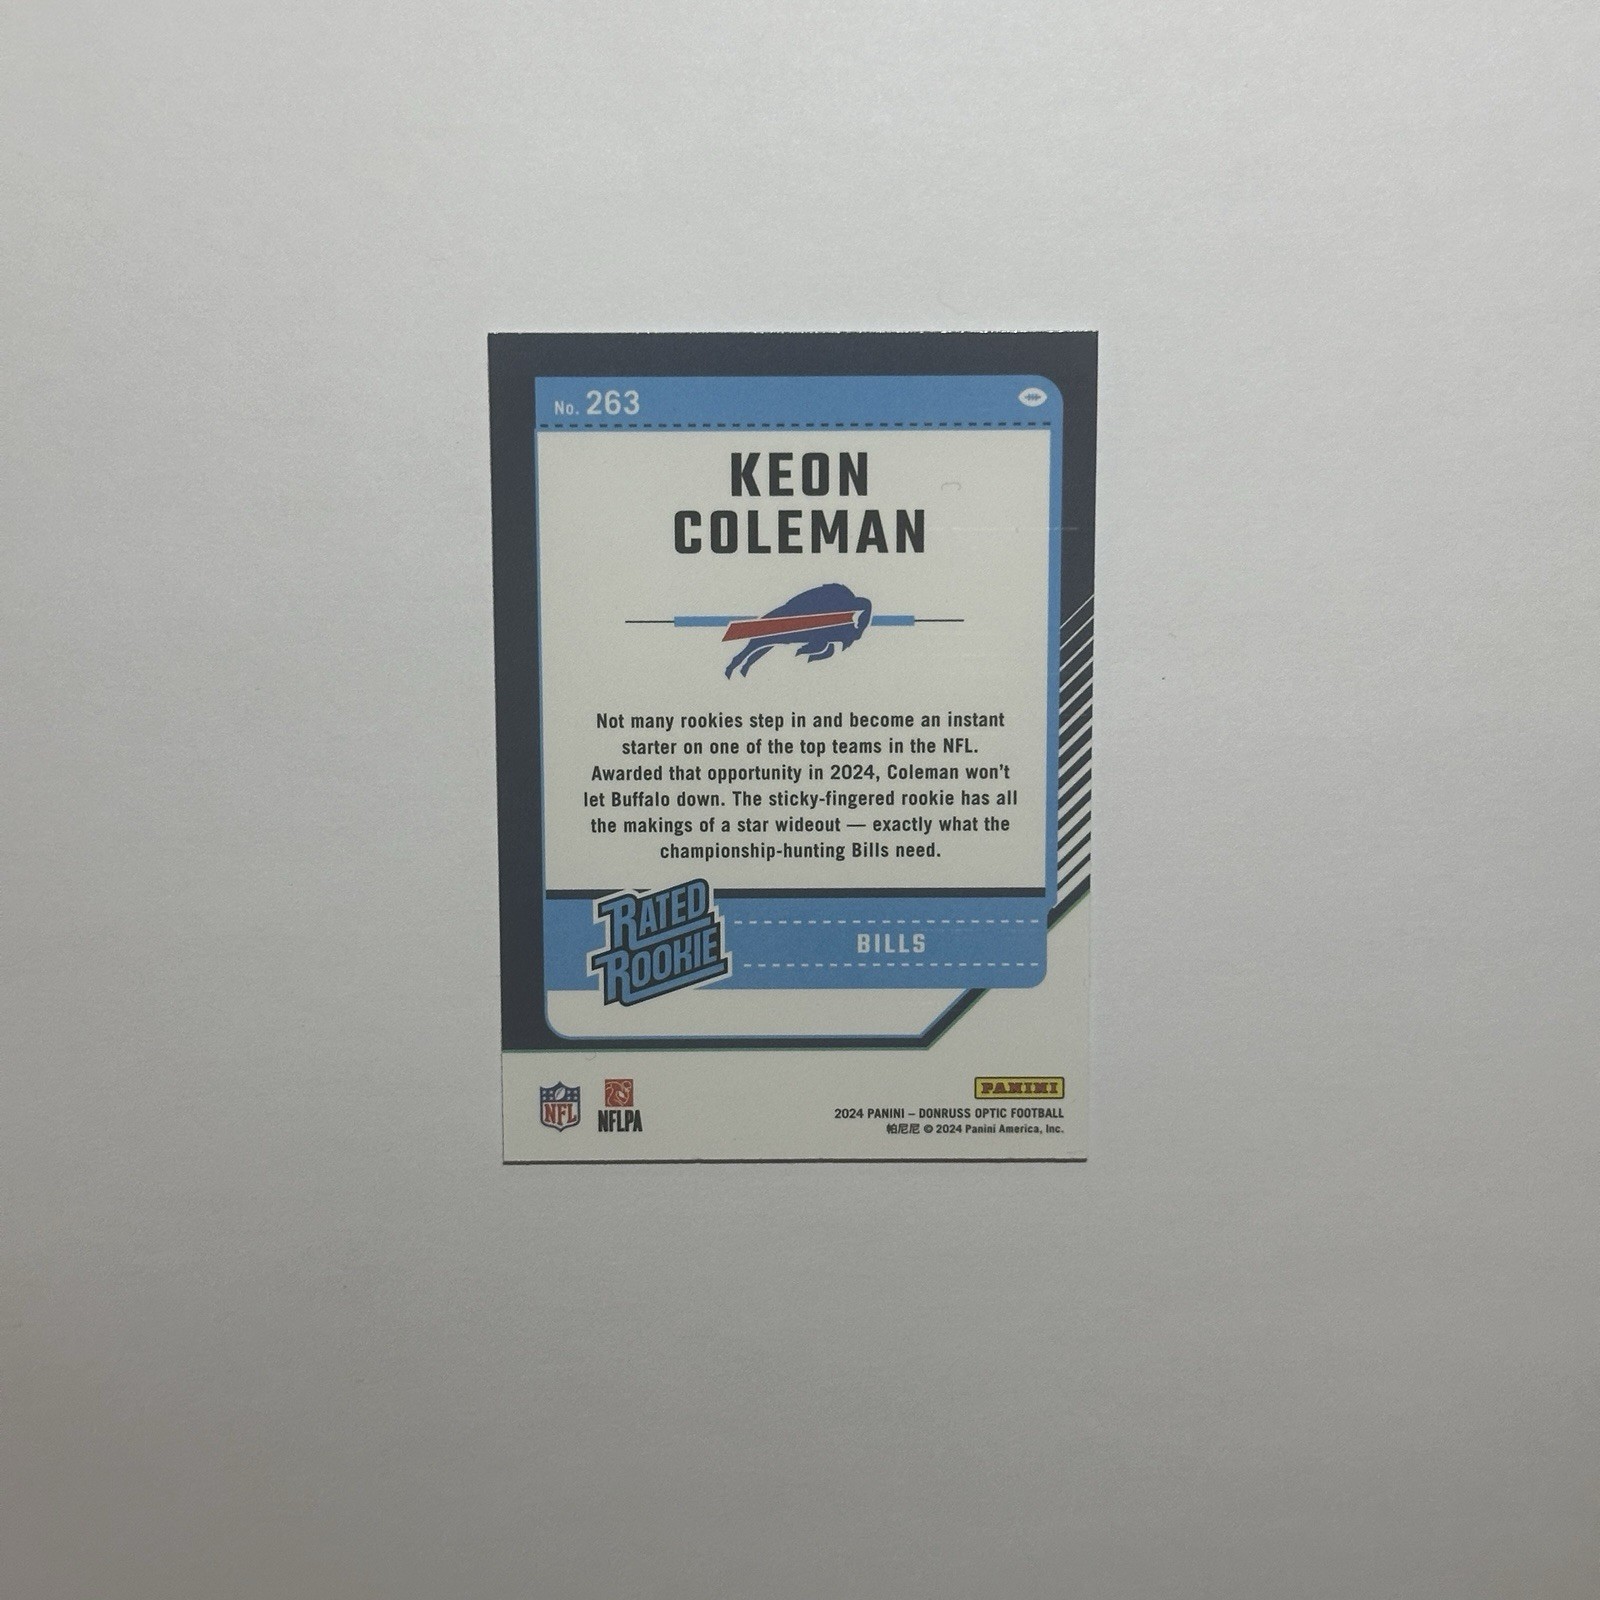 No. 263
KEON
COLEMAN
Not many rookies step in and become an instant
starter on one of the top teams in the NFL.
Awarded that opportunity in 2024, Coleman won't
let Buffalo down. The sticky-fingered rookie has all
the makings of a star wideout — exactly what the
championship-hunting Bills need.
RATED
ROOKIE
BILLS
NFL
NFLPA
PANINI
2024 PANINI – DONRUSS OPTIC FOOTBALL
帕尼尼 © 2024 Panini America, Inc.